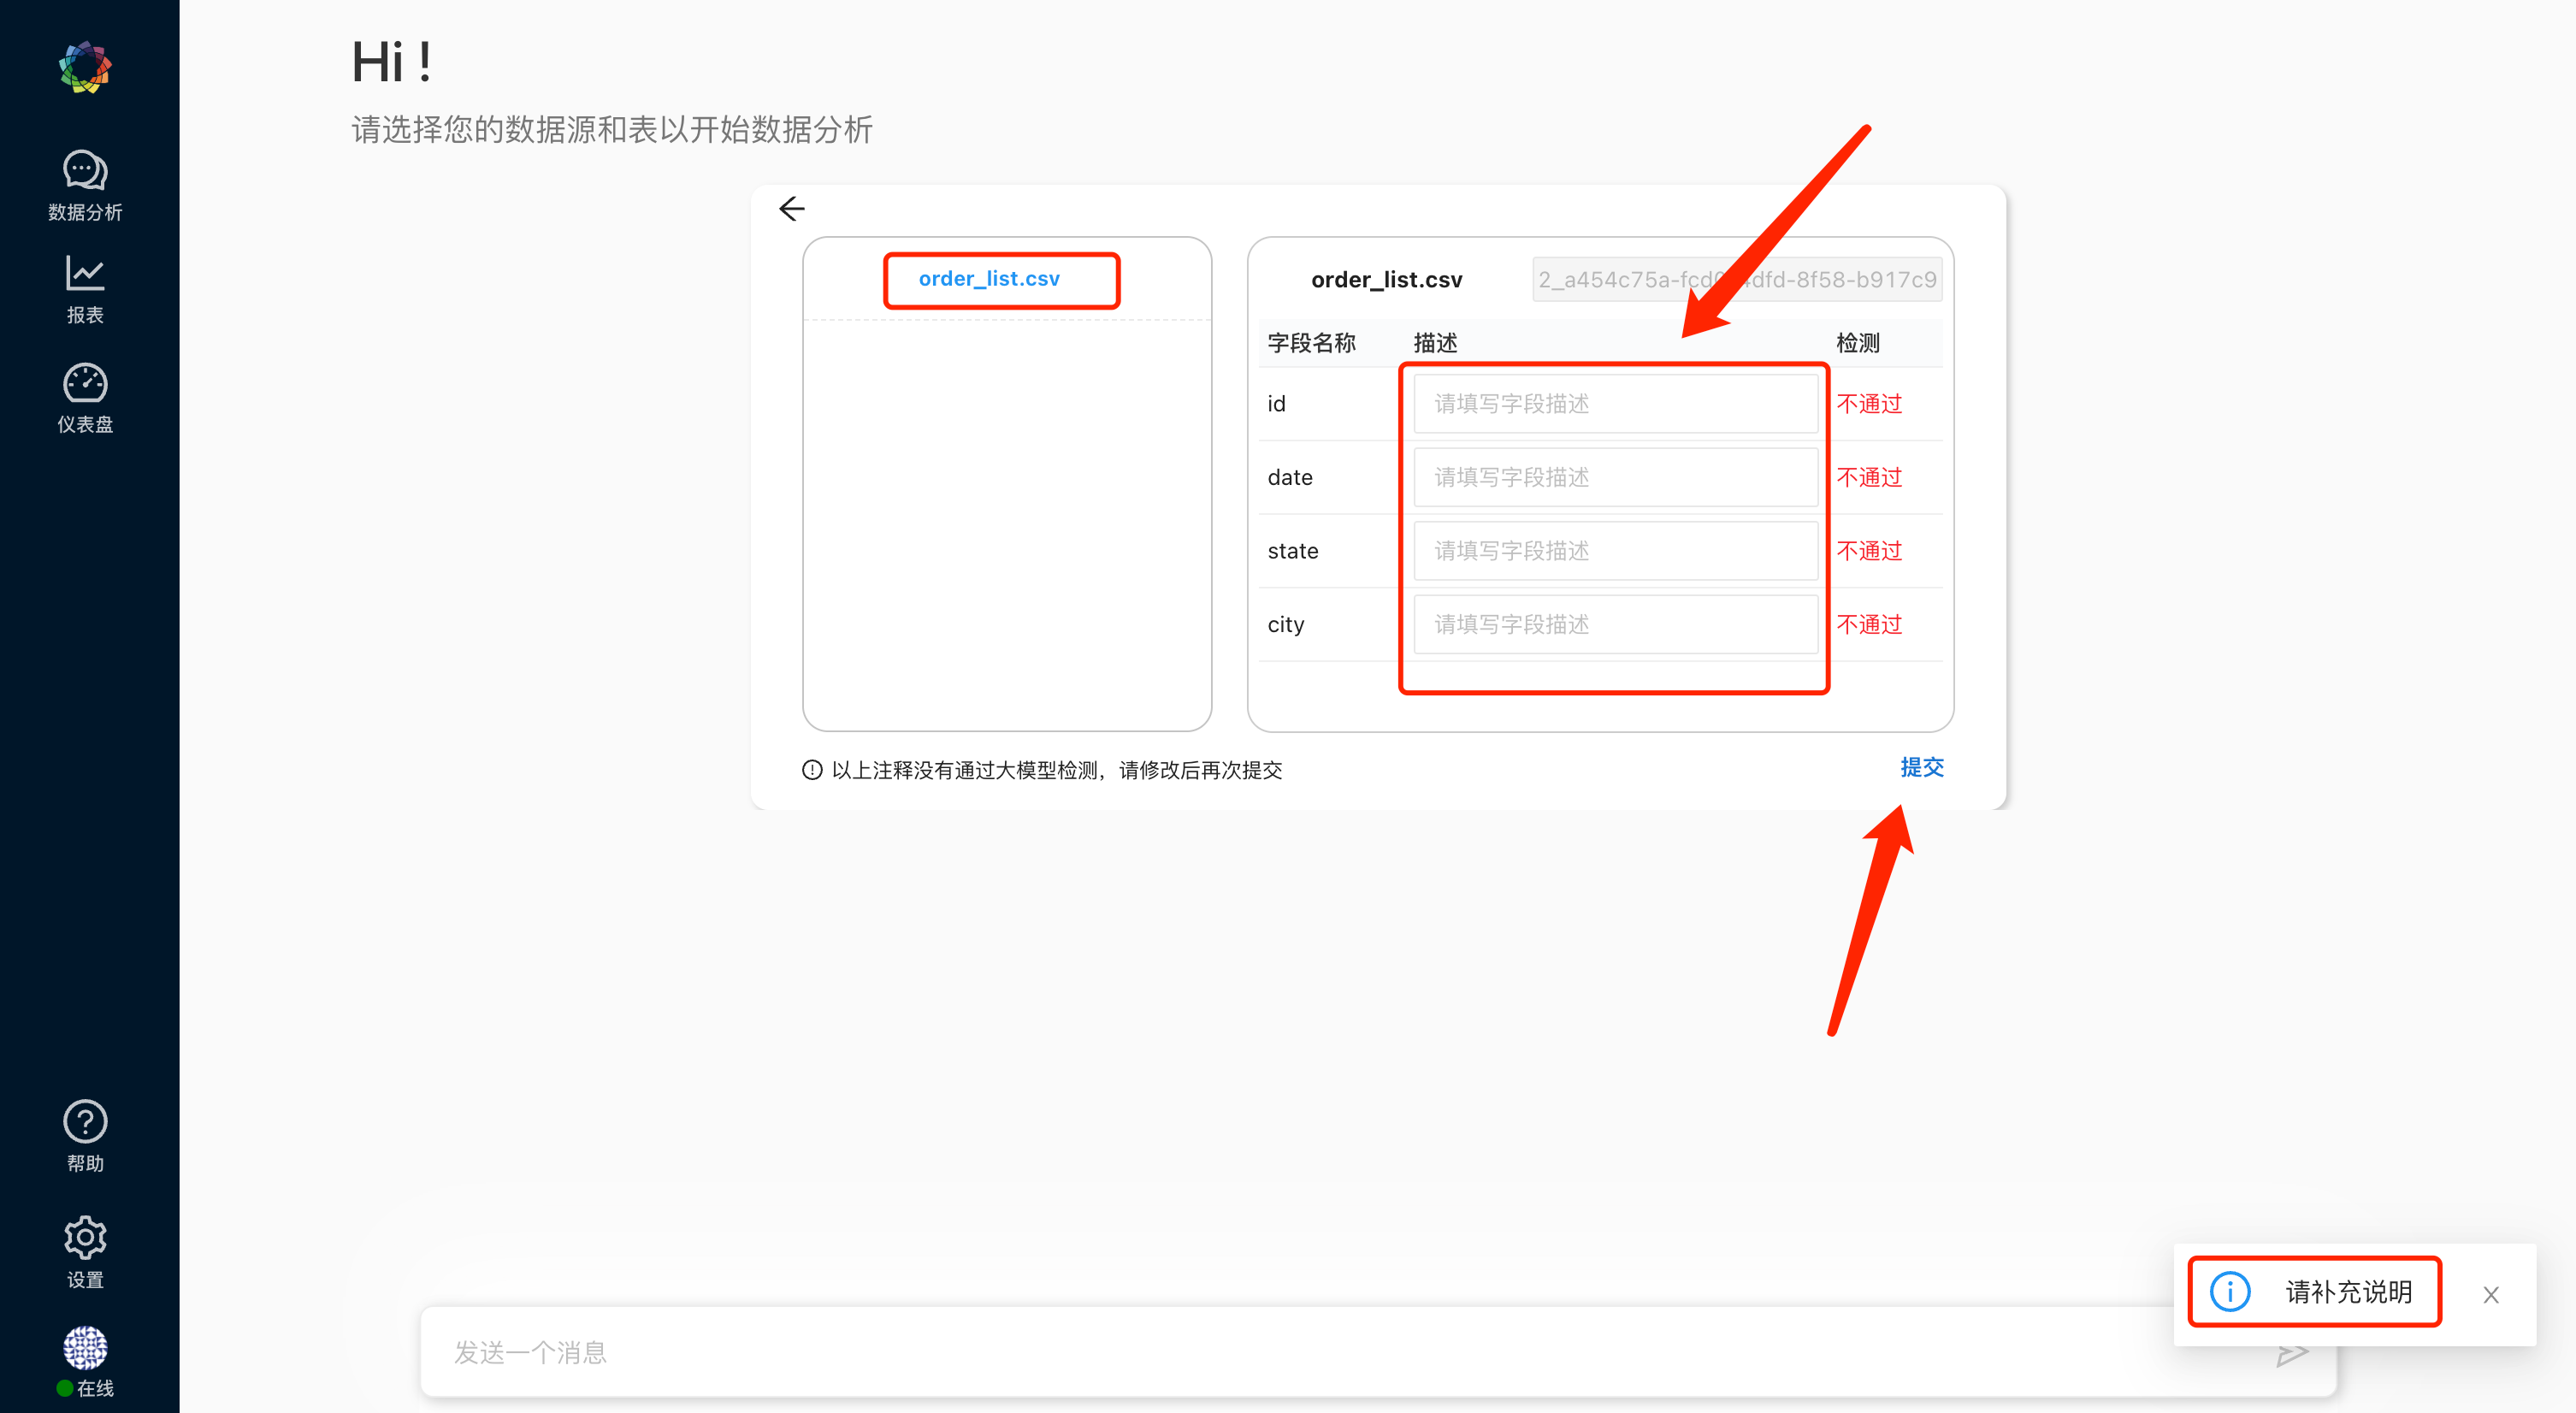 数据分析
报表
仪表盘
帮助
设置
在线
Hi !
请选择您的数据源和表以开始数据分析
order_list.csv
order_list.csv
字段名称 描述 检测
id 请填写字段描述 不通过
date 请填写字段描述 不通过
state 请填写字段描述 不通过
city 请填写字段描述 不通过
以上注释没有通过大模型检测，请修改后再次提交
提交
请补充说明
发送一个消息